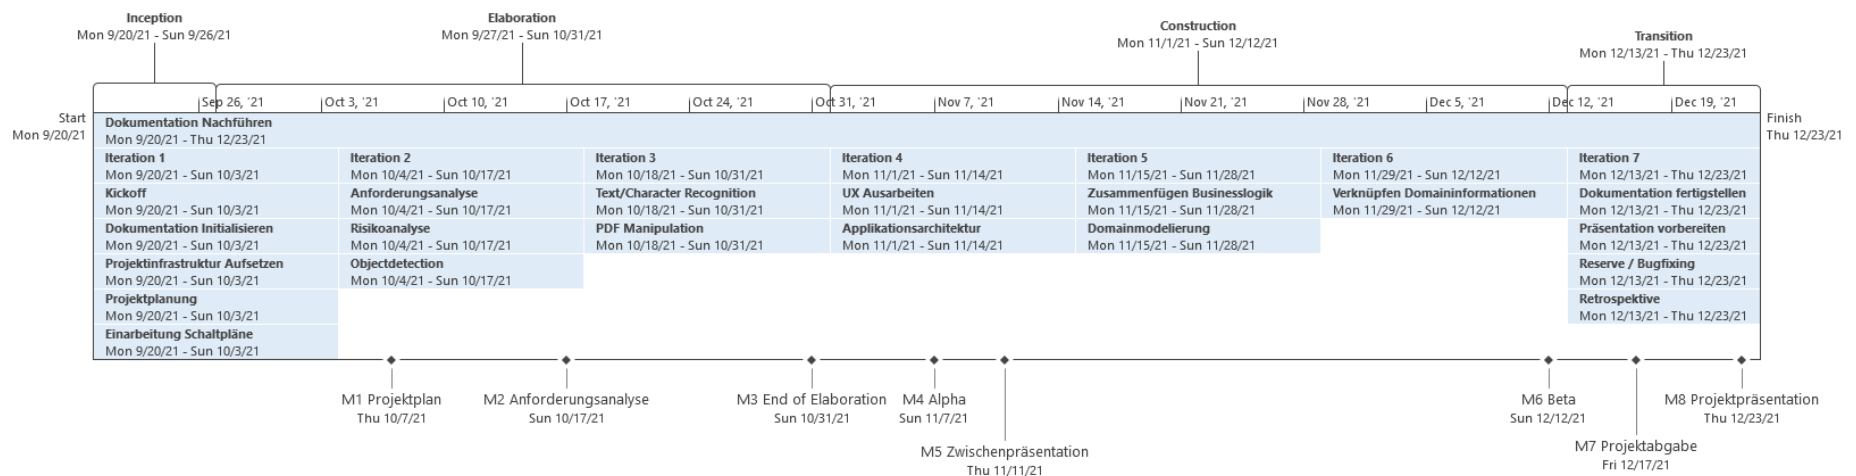 Inception
Mon 9/20/21 - Sun 9/26/21
Elaboration
Mon 9/27/21 - Sun 10/31/21
Construction
Mon 11/1/21 - Sun 12/12/21
Transition
Mon 12/13/21 - Thu 12/23/21
Sep 26, '21
Oct 3, '21
Oct 10, '21
Oct 17, '21
Oct 24, '21
Oct 31, '21
Nov 7, '21
Nov 14, '21
Nov 21, '21
Nov 28, '21
Dec 5, '21
Dec 12, '21
Dec 19, '21
Start
Mon 9/20/21
Finish
Thu 12/23/21
Dokumentation Nachführen
Mon 9/20/21 - Thu 12/23/21
Iteration 1
Mon 9/20/21 - Sun 10/3/21
Kickoff
Mon 9/20/21 - Sun 10/3/21
Dokumentation Initialisieren
Mon 9/20/21 - Sun 10/3/21
Projektinfrastruktur Aufsetzen
Mon 9/20/21 - Sun 10/3/21
Projektplanung
Mon 9/20/21 - Sun 10/3/21
Einarbeitung Schaltpläne
Mon 9/20/21 - Sun 10/3/21
Iteration 2
Mon 10/4/21 - Sun 10/17/21
Anforderungsanalyse
Mon 10/4/21 - Sun 10/17/21
Risikoanalyse
Mon 10/4/21 - Sun 10/17/21
Objectdetection
Mon 10/4/21 - Sun 10/17/21
Iteration 3
Mon 10/18/21 - Sun 10/31/21
Text/Character Recognition
Mon 10/18/21 - Sun 10/31/21
PDF Manipulation
Mon 10/18/21 - Sun 10/31/21
Iteration 4
Mon 11/1/21 - Sun 11/14/21
UX Ausarbeiten
Mon 11/1/21 - Sun 11/14/21
Applikationsarchitektur
Mon 11/1/21 - Sun 11/14/21
Iteration 5
Mon 11/15/21 - Sun 11/28/21
Zusammenfügen Businesslogik
Mon 11/15/21 - Sun 11/28/21
Domainmodelierung
Mon 11/15/21 - Sun 11/28/21
Iteration 6
Mon 11/29/21 - Sun 12/12/21
Verknüpfen Domaininformationen
Mon 11/29/21 - Sun 12/12/21
Iteration 7
Mon 12/13/21 - Thu 12/23/21
Dokumentation fertigstellen
Mon 12/13/21 - Thu 12/23/21
Präsentation vorbereiten
Mon 12/13/21 - Thu 12/23/21
Reserve / Bugfixing
Mon 12/13/21 - Thu 12/23/21
Retrospektive
Mon 12/13/21 - Thu 12/23/21
M1 Projektplan
Thu 10/7/21
M2 Anforderungsanalyse
Sun 10/17/21
M3 End of Elaboration
Sun 10/31/21
M4 Alpha
Sun 11/7/21
M5 Zwischenpräsentation
Thu 11/11/21
M6 Beta
Sun 12/12/21
M7 Projektabgabe
Fri 12/17/21
M8 Projektpräsentation
Thu 12/23/21